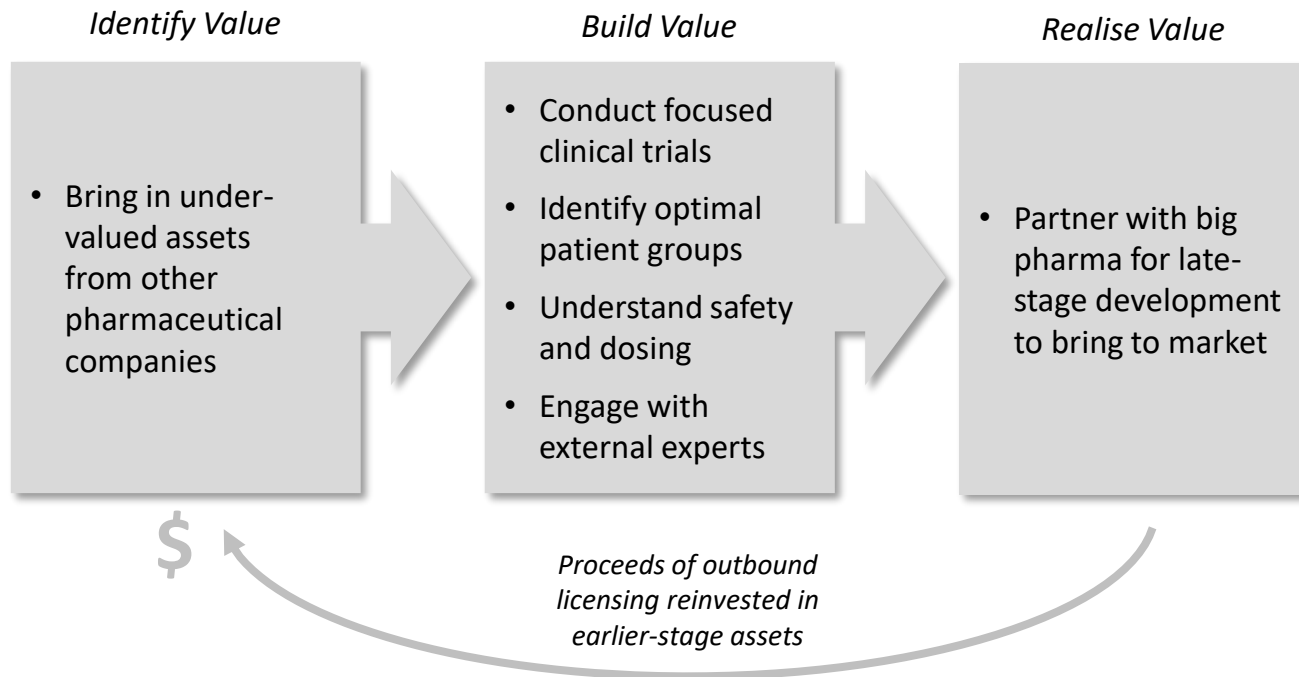 Identify Value
• Bring in under-
valued assets
from other
pharmaceutical
companies
Build Value
• Conduct focused
clinical trials
• Identify optimal
patient groups
• Understand safety
and dosing
• Engage with
external experts
Realise Value
• Partner with big
pharma for late-
stage development
to bring to market
$
Proceeds of outbound
licensing reinvested in
earlier-stage assets